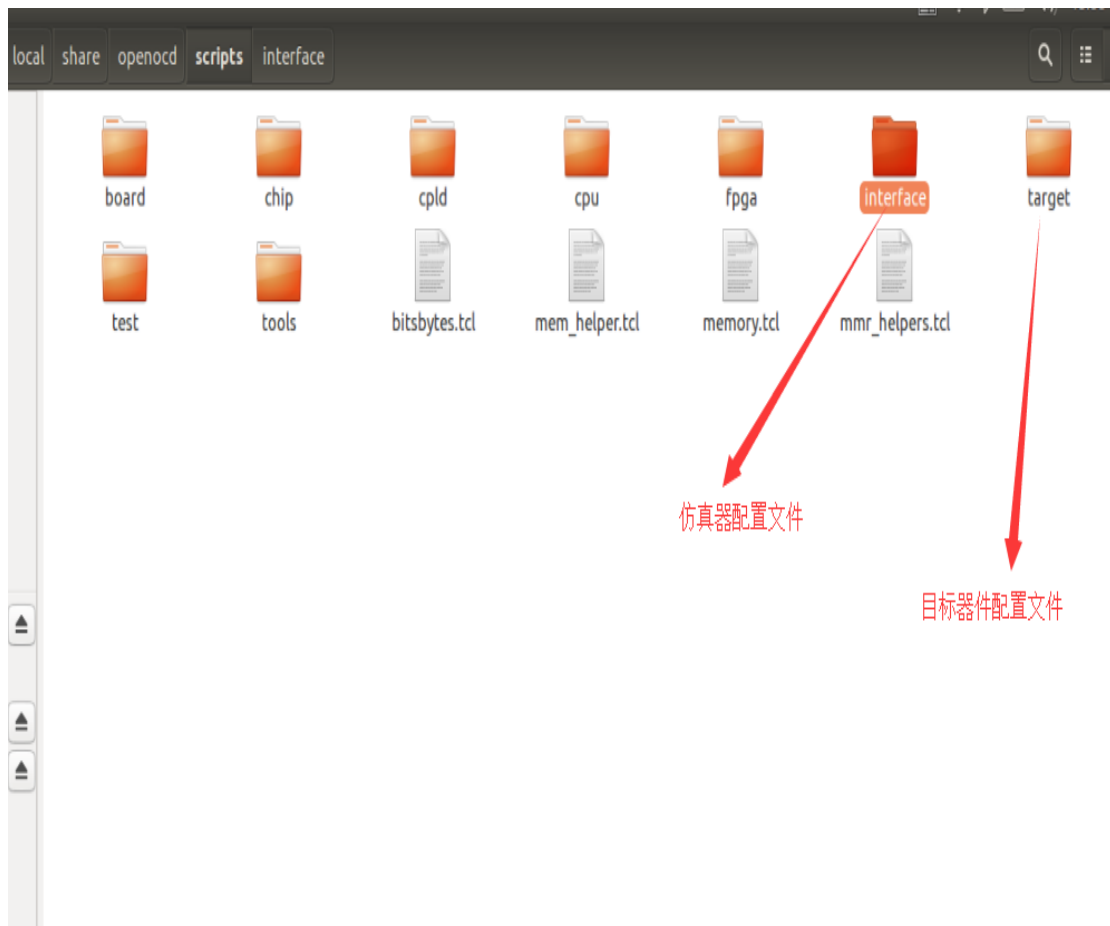 local share openocd scripts interface
board chip cpld cpu fpga interface target
test tools bitsbytes.tcl mem_helper.tcl memory.tcl mmr_helpers.tcl
仿真器配置文件
目标器件配置文件